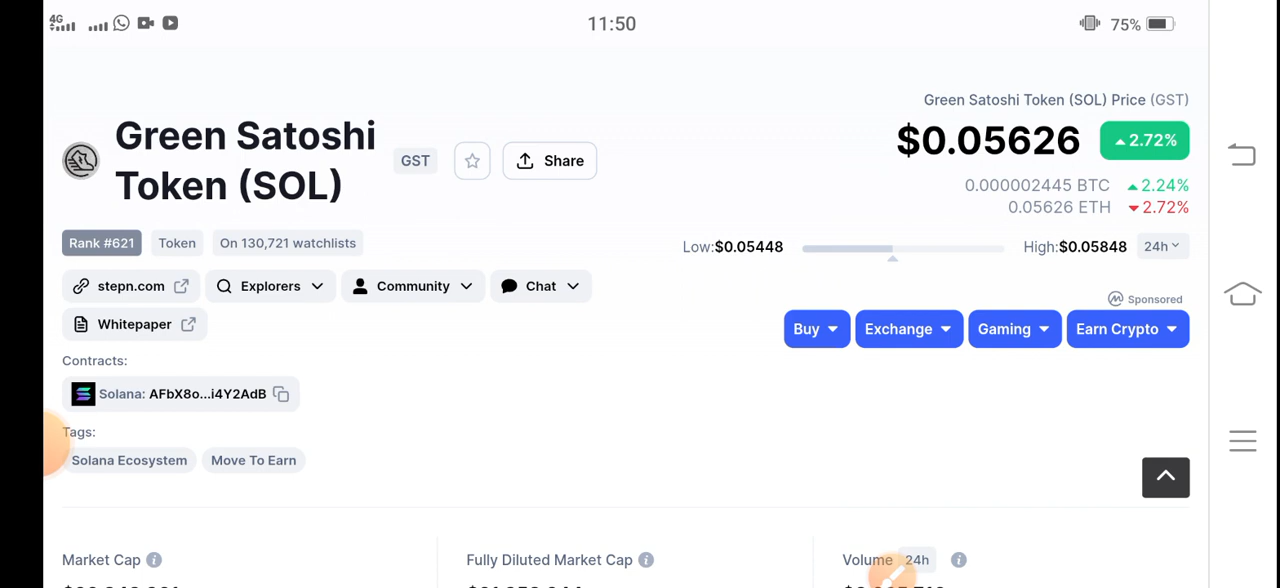 4G 11:50 75%
Green Satoshi Token (SOL) Price (GST)
Green Satoshi
Token (SOL)
GST
Share
$0.05626
2.72%
0.000002445 BTC 2.24%
0.05626 ETH 2.72%
Rank #621 Token On 130,721 watchlists
Low:$0.05448 High:$0.05848 24h
stepn.com Explorers Community Chat
Sponsored
Whitepaper
Buy Exchange Gaming Earn Crypto
Contracts:
Solana: AFbX8o...i4Y2AdB
Tags:
Solana Ecosystem Move To Earn
Market Cap Fully Diluted Market Cap Volume 24h